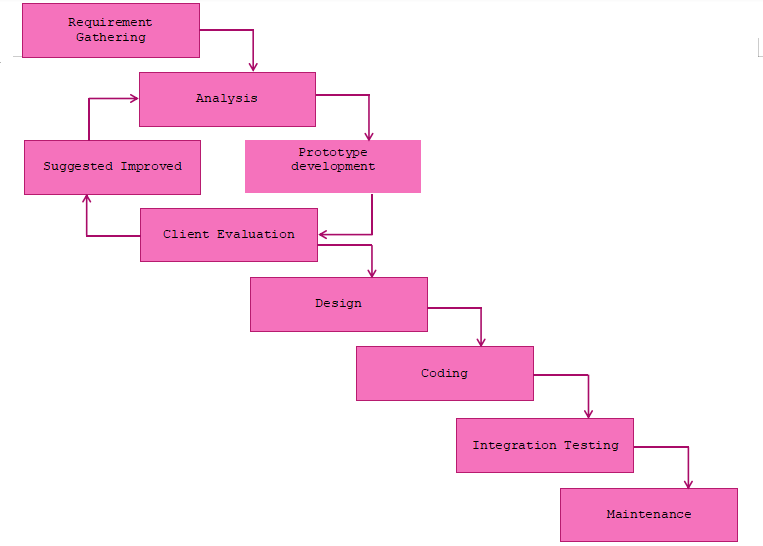 Requirement
Gathering
Analysis
Suggested Improved
Prototype
development
Client Evaluation
Design
Coding
Integration Testing
Maintenance